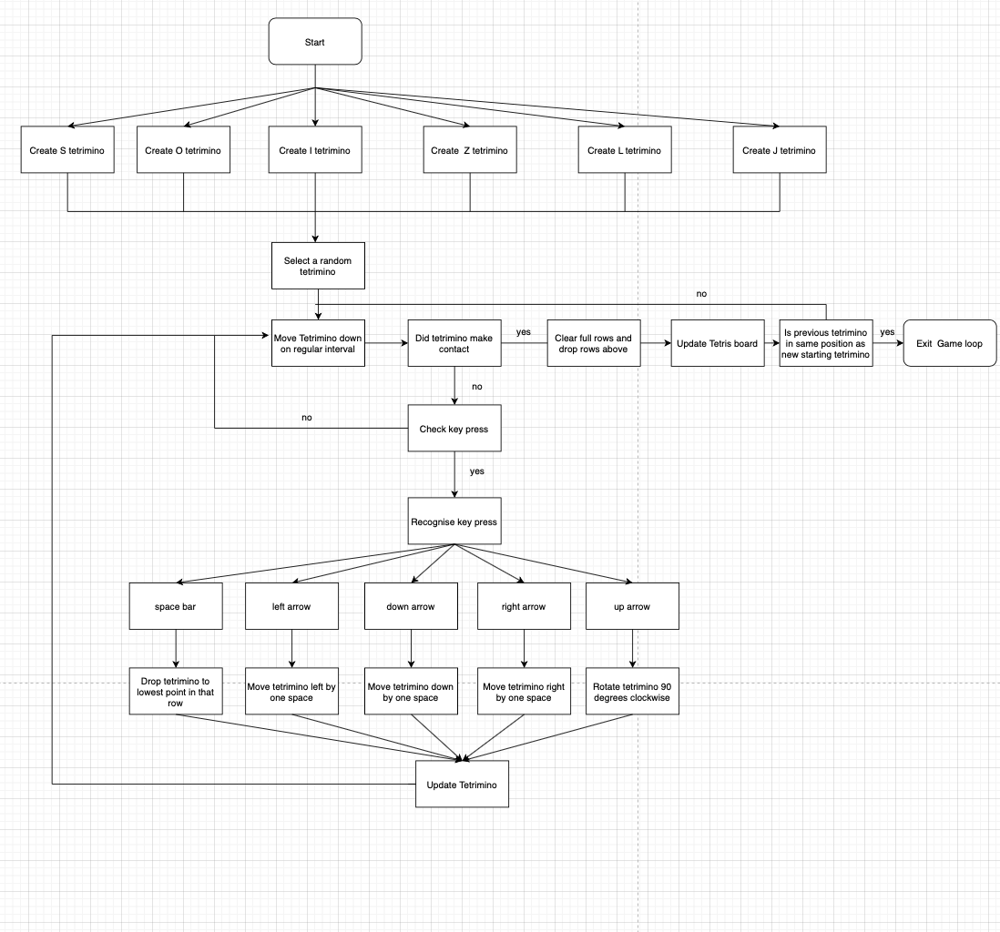 Start
Create S tetrimino
Create O tetrimino
Create I tetrimino
Create Z tetrimino
Create L tetrimino
Create J tetrimino
Select a random
tetrimino
no
Move Tetrimino down
on regular interval
Did tetrimino make
contact
yes
Clear full rows and
drop rows above
Update Tetris board
Is previous tetrimino
in same position as
new starting tetrimino
yes
Exit Game loop
no
no
Check key press
yes
Recognise key press
space bar
left arrow
down arrow
right arrow
up arrow
Drop tetrimino to
lowest point in that
row
Move tetrimino left by
one space
Move tetrimino down
by one space
Move tetrimino right
by one space
Rotate tetrimino 90
degrees clockwise
Update Tetrimino